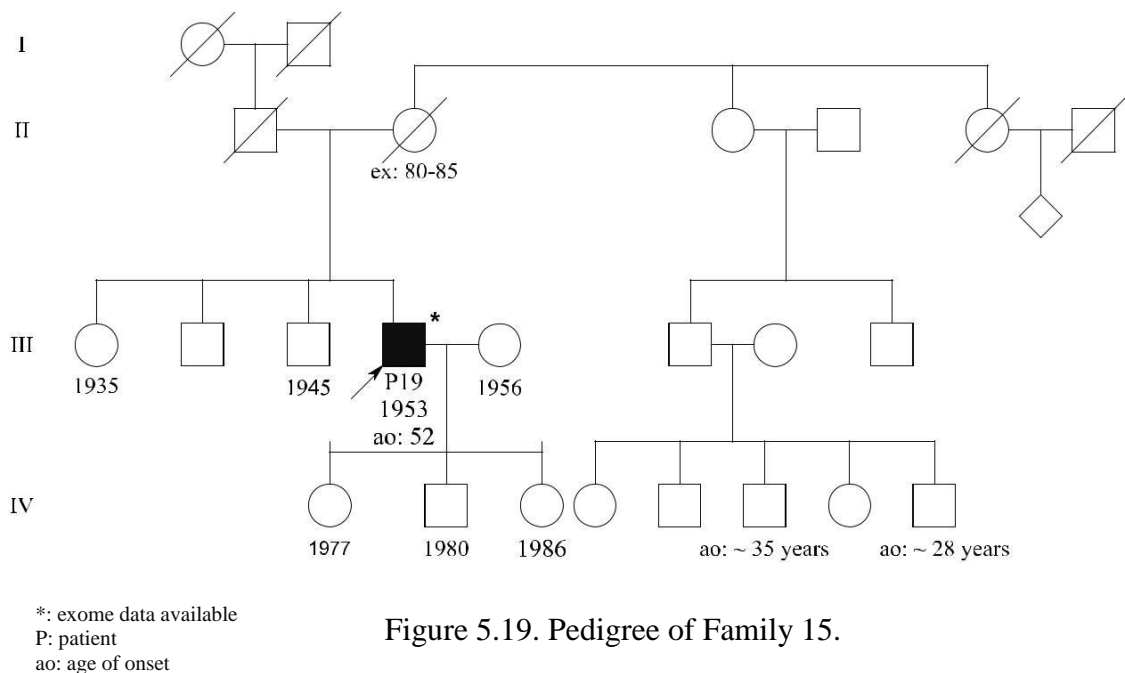 I
II
ex: 80-85
III
*
1935
1945
P19
1953
ao: 52
1956
IV
1977
1980
1986
ao: ~ 35 years
ao: ~ 28 years
*: exome data available
P: patient
ao: age of onset
Figure 5.19. Pedigree of Family 15.